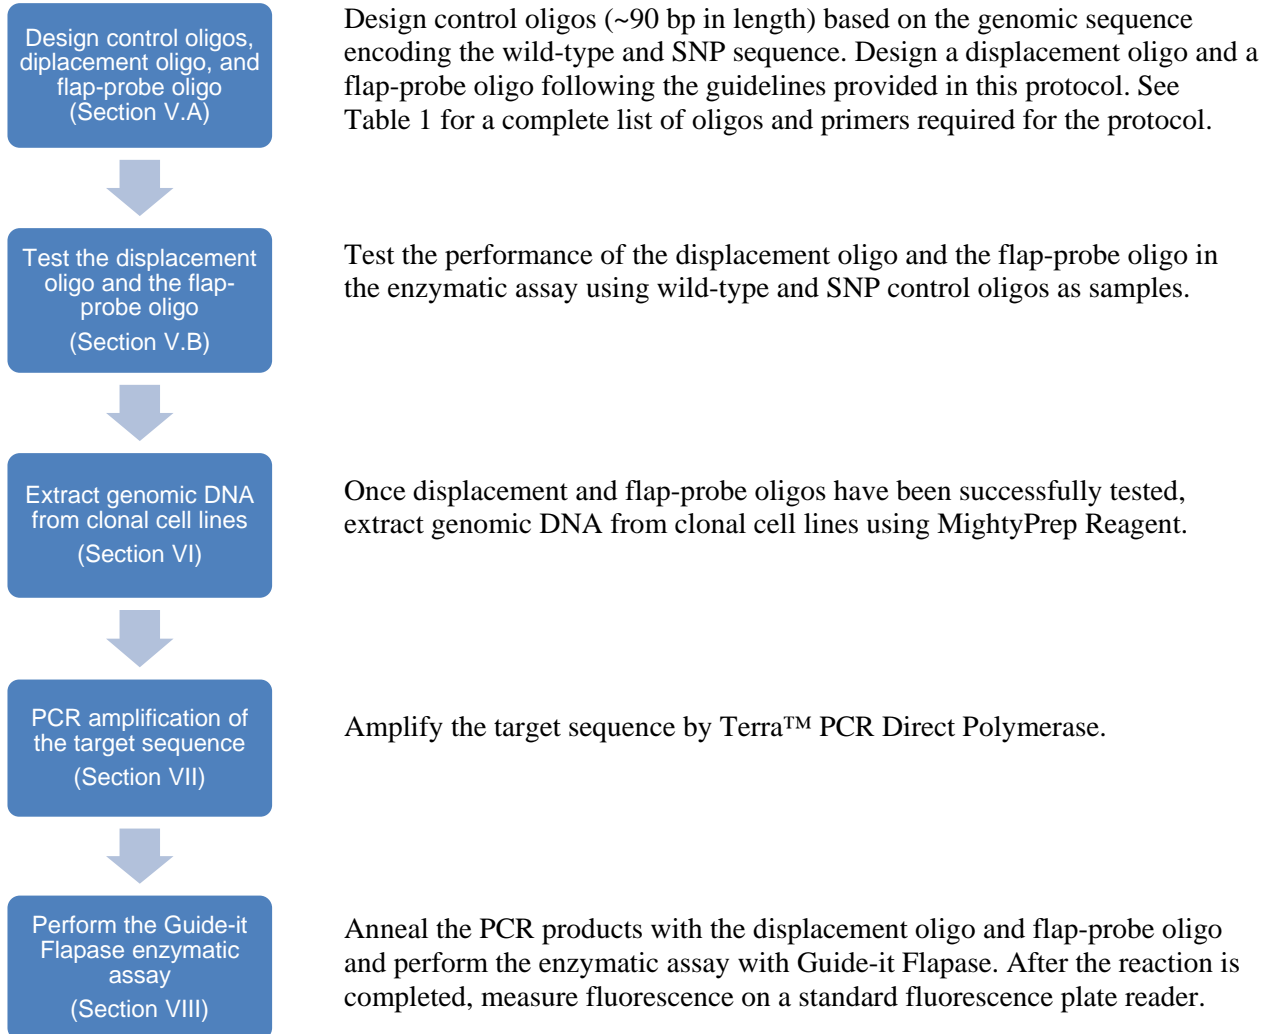 Design control oligos,
diplacement oligo, and
flap-probe oligo
(Section V.A)
Design control oligos (~90 bp in length) based on the genomic sequence
encoding the wild-type and SNP sequence. Design a displacement oligo and a
flap-probe oligo following the guidelines provided in this protocol. See
Table 1 for a complete list of oligos and primers required for the protocol.
Test the displacement
oligo and the flap-
probe oligo
(Section V.B)
Test the performance of the displacement oligo and the flap-probe oligo in
the enzymatic assay using wild-type and SNP control oligos as samples.
Extract genomic DNA
from clonal cell lines
(Section VI)
Once displacement and flap-probe oligos have been successfully tested,
extract genomic DNA from clonal cell lines using MightyPrep Reagent.
PCR amplification of
the target sequence
(Section VII)
Amplify the target sequence by Terra™ PCR Direct Polymerase.
Perform the Guide-it
Flapase enzymatic
assay
(Section VIII)
Anneal the PCR products with the displacement oligo and flap-probe oligo
and perform the enzymatic assay with Guide-it Flapase. After the reaction is
completed, measure fluorescence on a standard fluorescence plate reader.